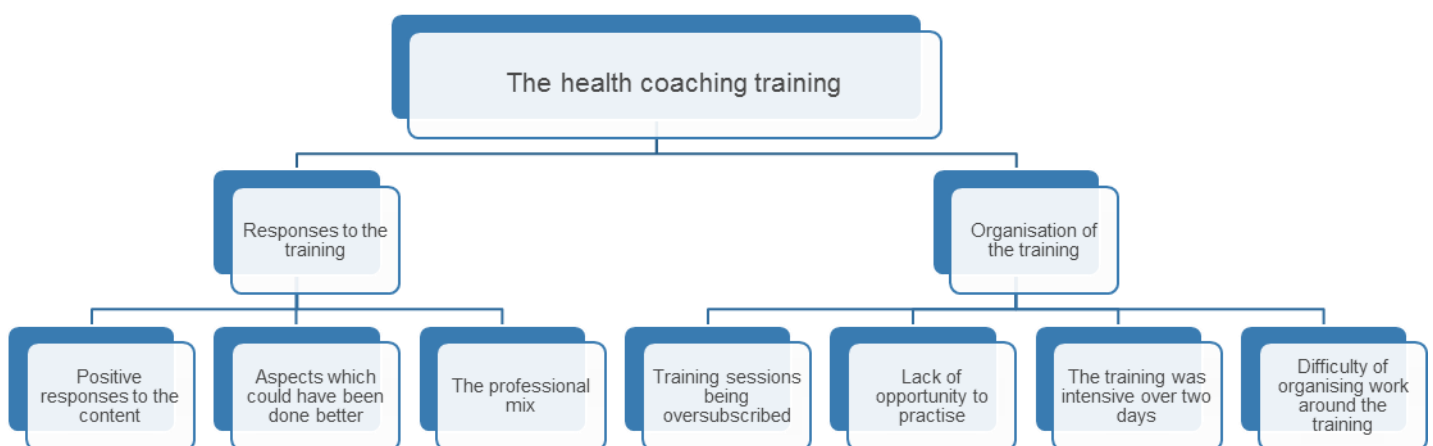 The health coaching training
Responses to the
training
Organisation of
the training
Positive
responses to the
content
Aspects which
could have been
done better
The professional
mix
Training sessions
being
oversubscribed
Lack of
opportunity to
practise
The training was
intensive over two
days
Difficulty of
organising work
around the
training